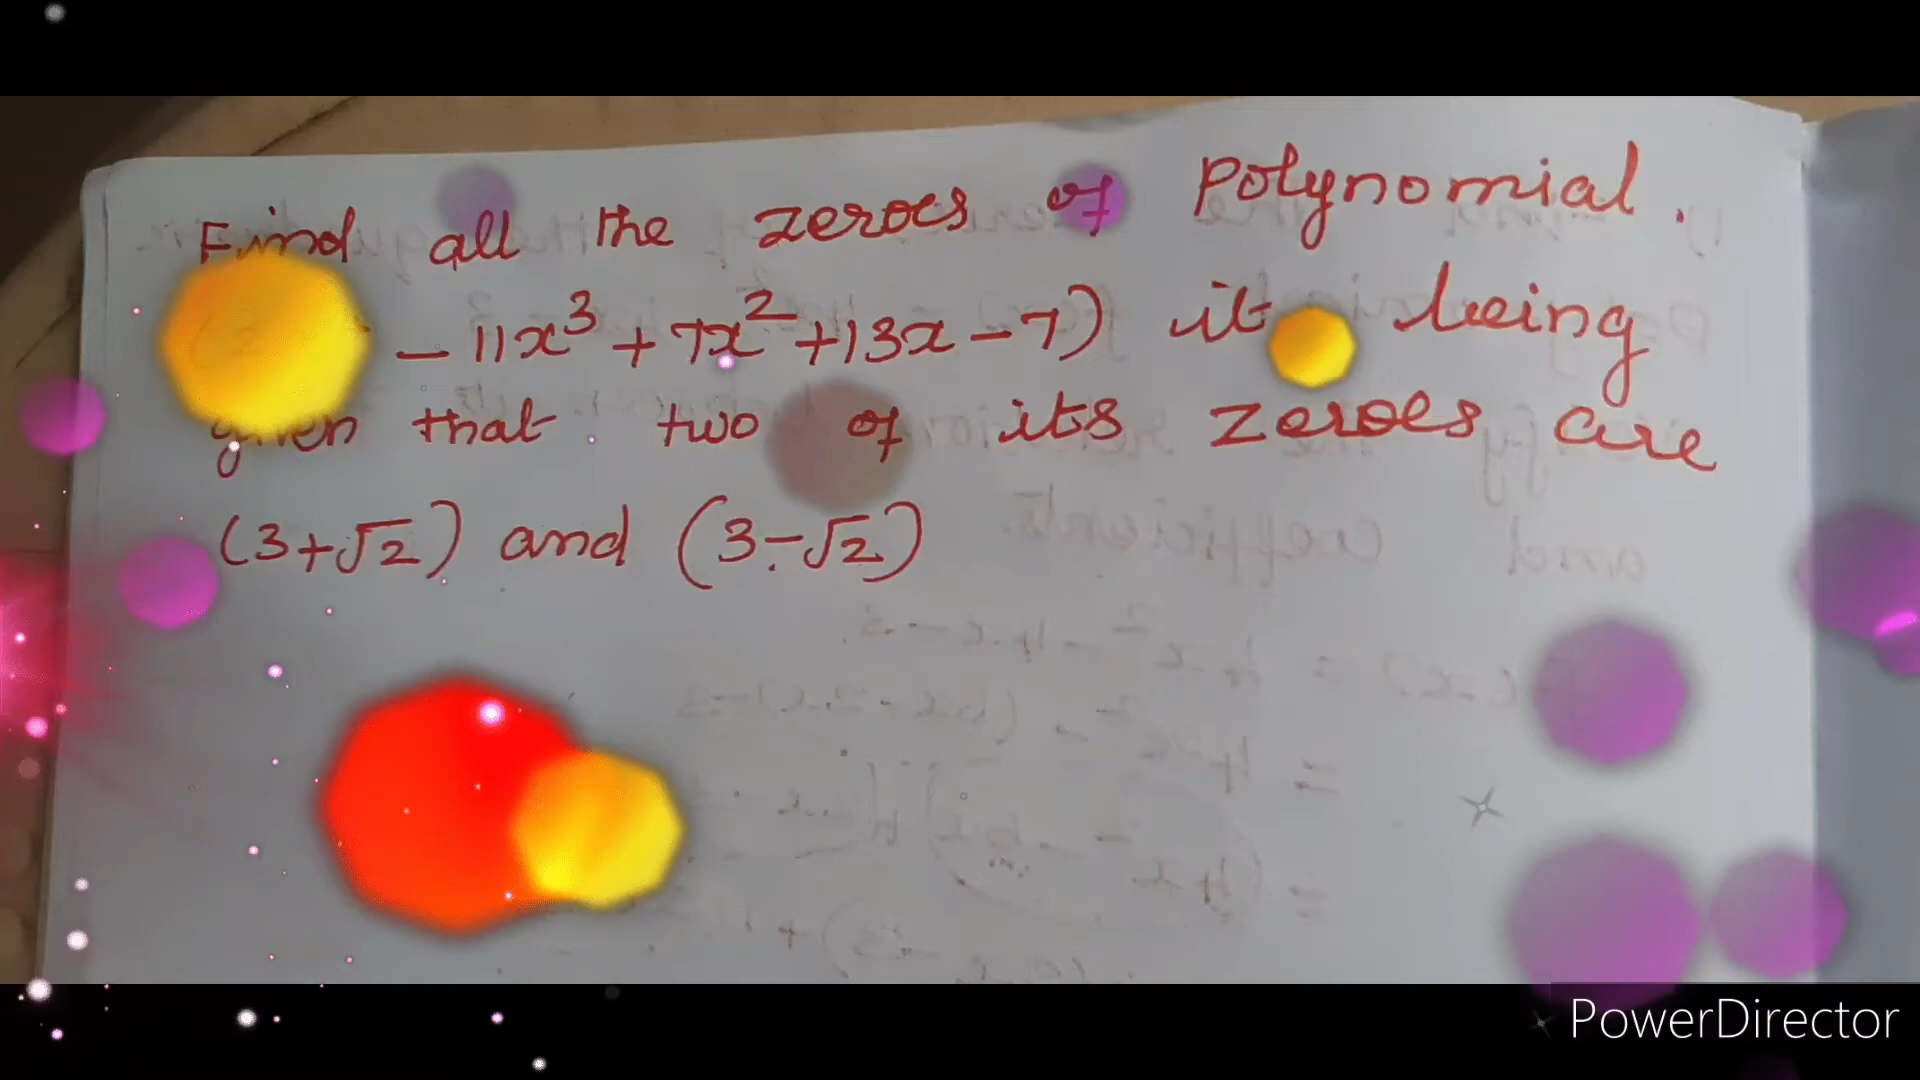 Find all the zeroes of Polynomial.
- 11x³ + 7x² + 13x - 7) it being
given that two of its zeroes are
(3+√2) and (3-√2)
PowerDirector